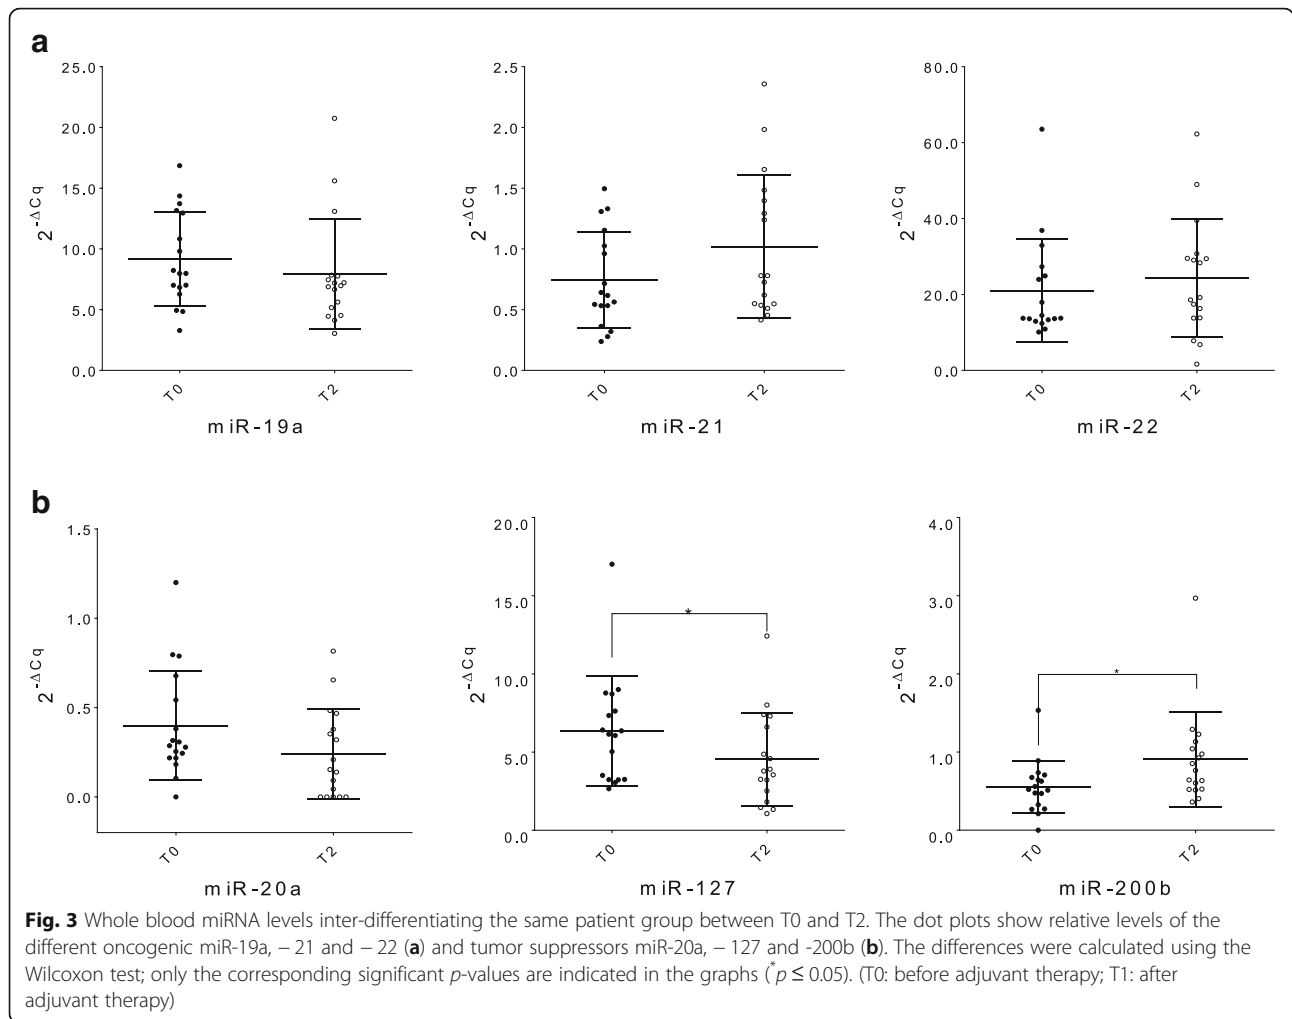 a
25.0
20.0
15.0
10.0
5.0
0.0
2^-ΔCq
T0
T2
miR-19a
2.5
2.0
1.5
1.0
0.5
0.0
2^-ΔCq
T0
T2
miR-21
80.0
60.0
40.0
20.0
0.0
2^-ΔCq
T0
T2
miR-22
b
1.5
1.0
0.5
0.0
2^-ΔCq
T0
T2
miR-20a
20.0
15.0
10.0
5.0
0.0
2^-ΔCq
*
T0
T2
miR-127
4.0
3.0
2.0
1.0
0.0
2^-ΔCq
*
T0
T2
miR-200b
Fig. 3 Whole blood miRNA levels inter-differentiating the same patient group between T0 and T2. The dot plots show relative levels of the
different oncogenic miR-19a, − 21 and − 22 (a) and tumor suppressors miR-20a, − 127 and -200b (b). The differences were calculated using the
Wilcoxon test; only the corresponding significant p-values are indicated in the graphs (*p ≤ 0.05). (T0: before adjuvant therapy; T1: after
adjuvant therapy)